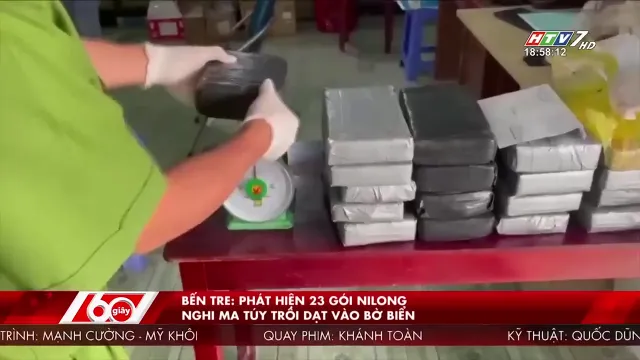 HTV7 HD
18:58:12
60 giây
BẾN TRE: PHÁT HIỆN 23 GÓI NILONG
NGHI MA TÚY TRÔI DẠT VÀO BỜ BIỂN
TRÌNH: MẠNH CƯỜNG - MỸ KHÔI QUAY PHIM: KHÁNH TOÀN KỸ THUẬT: QUỐC DŨN